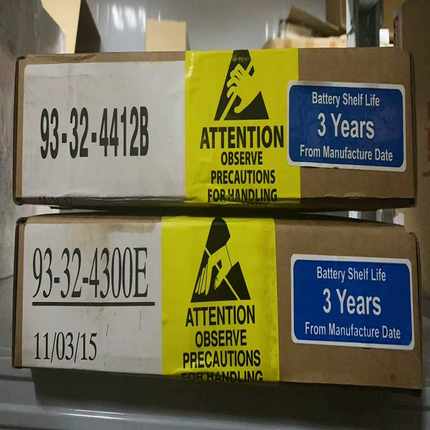 93-32-4412B
ATTENTION
OBSERVE
PRECAUTIONS
FOR HANDLING
Battery Shelf Life
3 Years
From Manufacture Date
93-32-4300E
11/03/15
ATTENTION
OBSERVE
PRECAUTIONS
FOR HANDLING
Battery Shelf Life
3 Years
From Manufacture Date